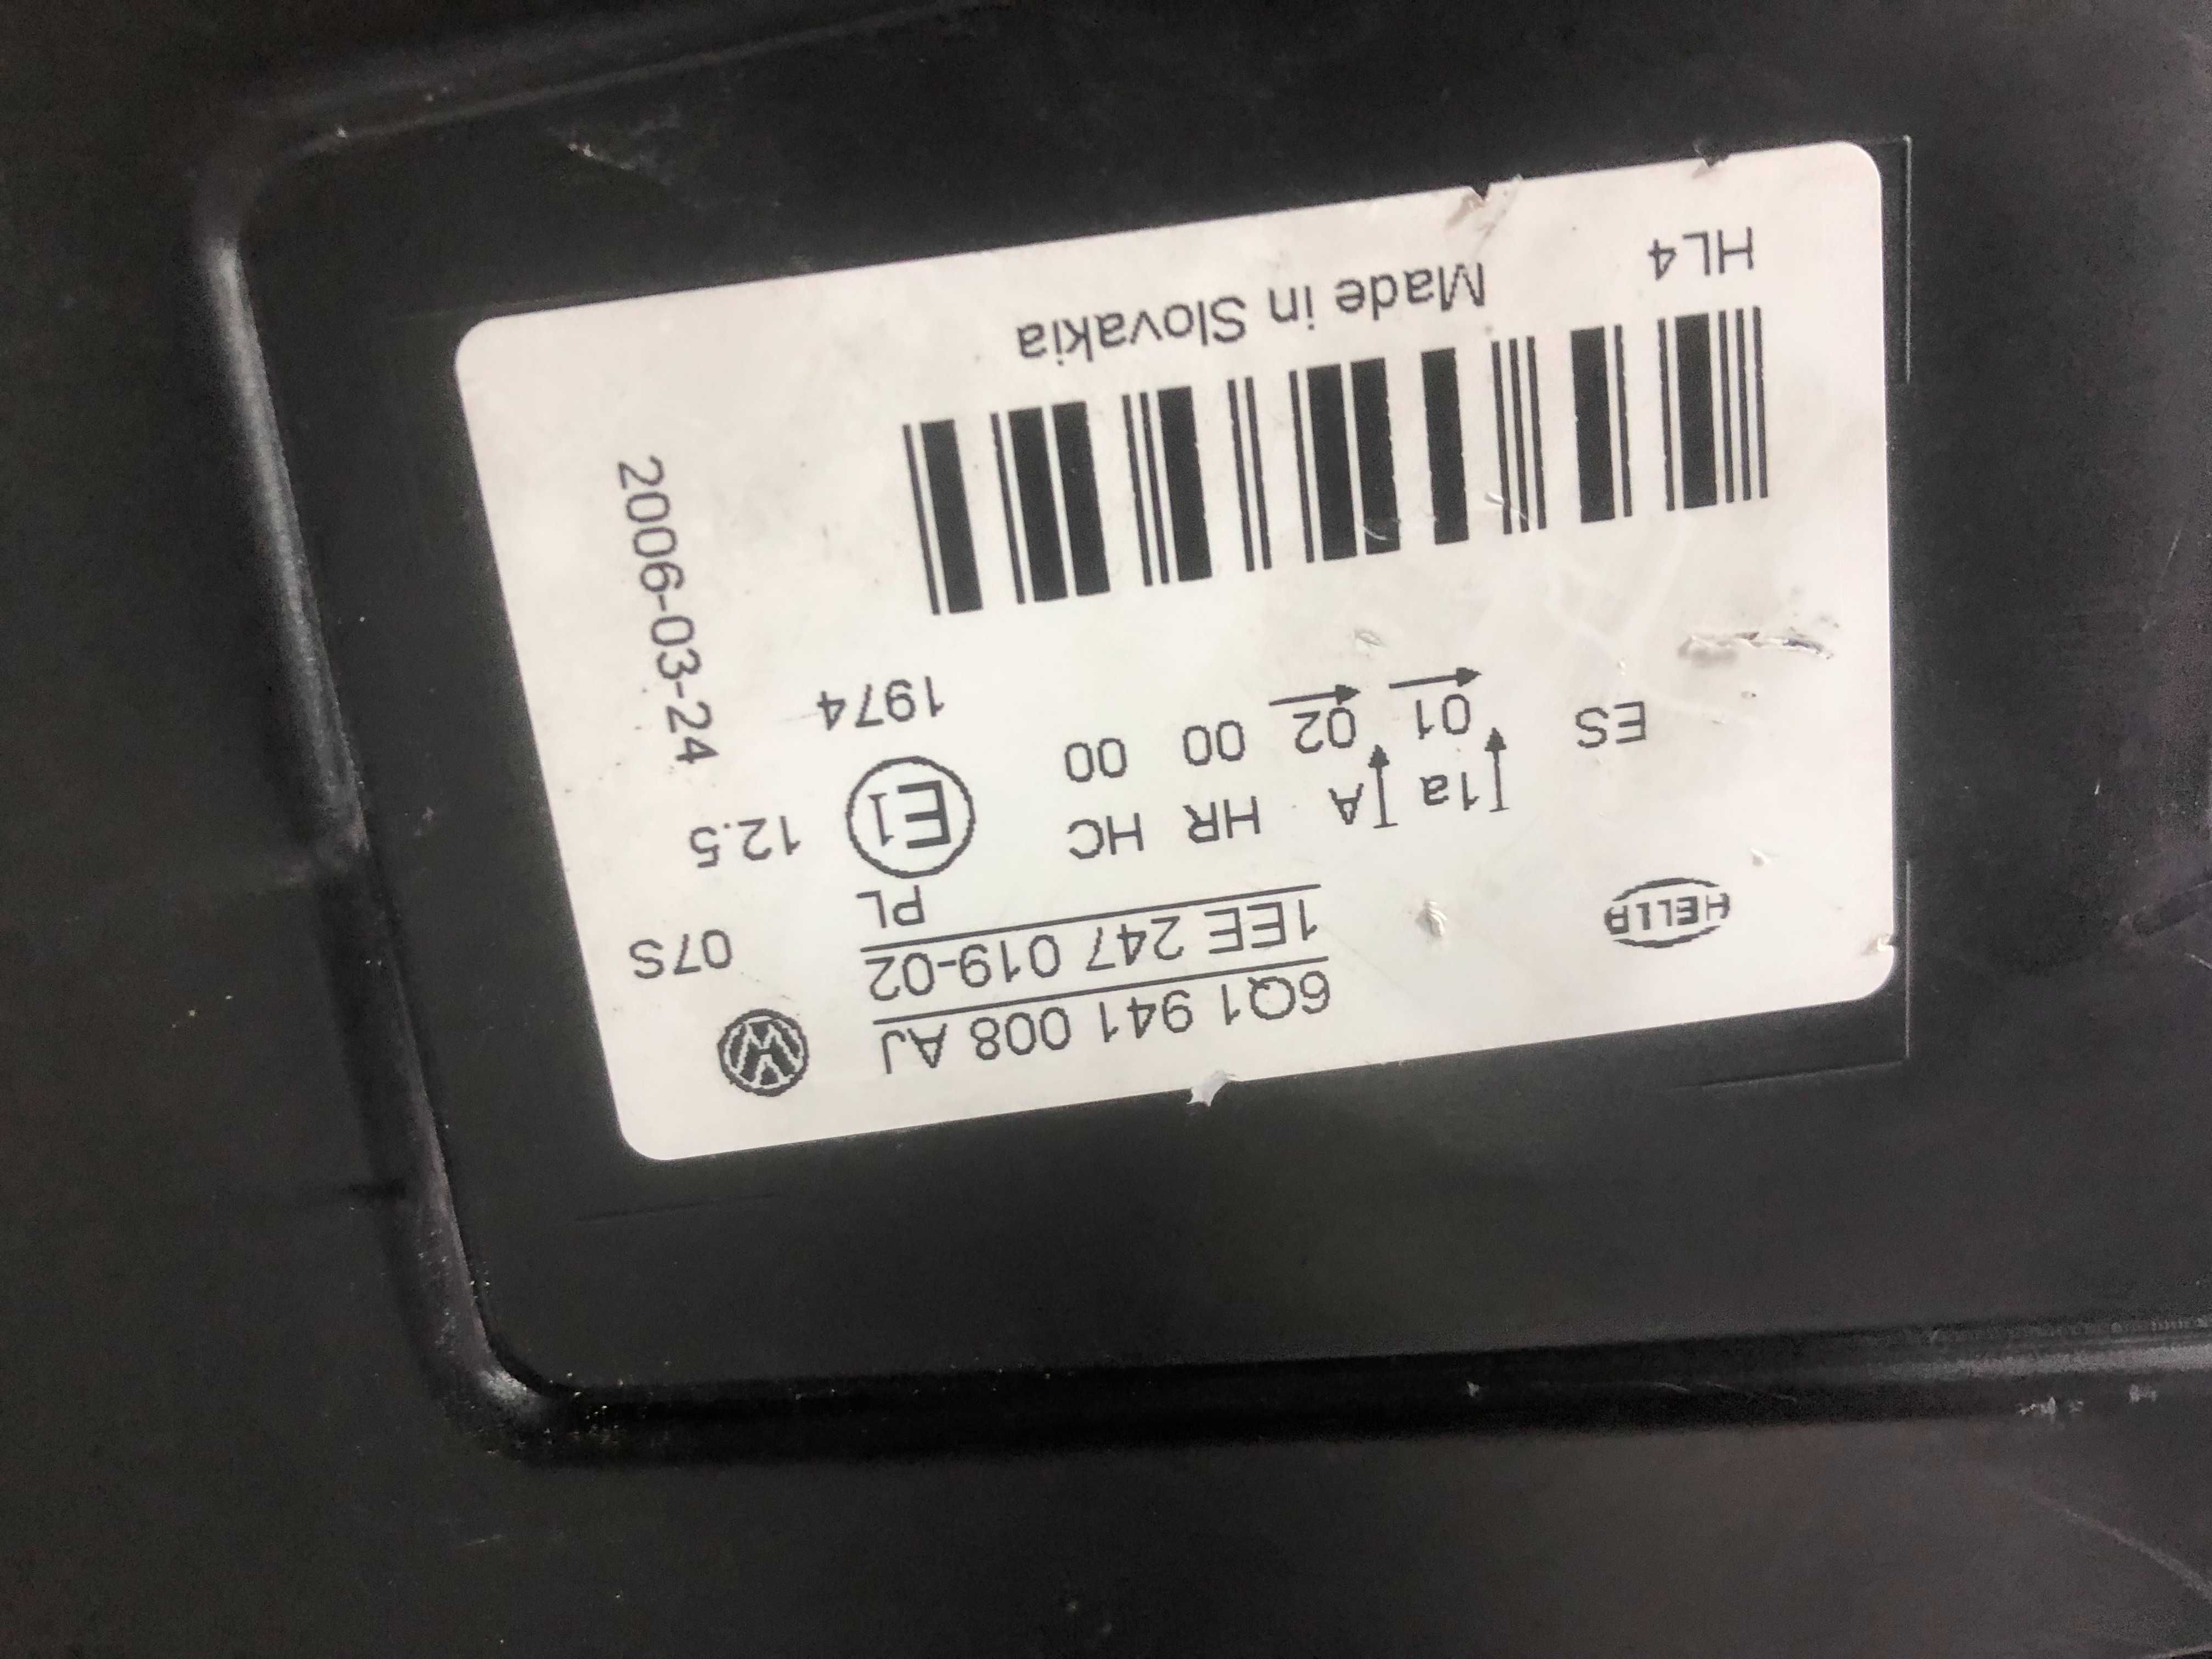 6Q1 941 008 AJ
HELLA
1EE 247 019-02
07S
PL
1a A HR HC E1 12.5
ES 01 02 00 00 1974
2006-03-24
HL4 Made in Slovakia